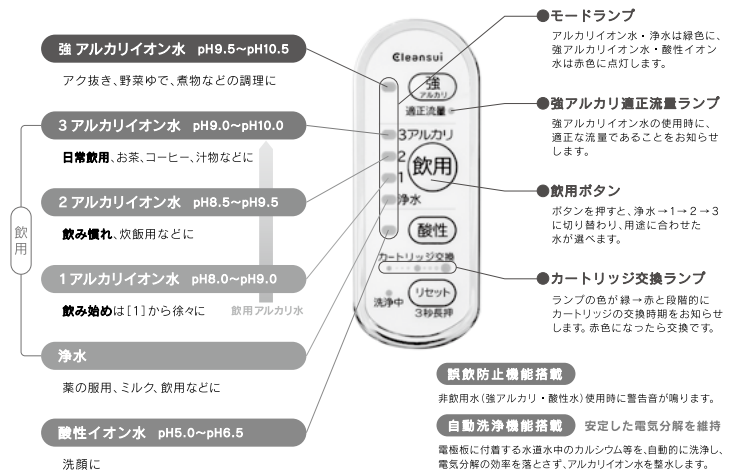 強 アルカリイオン水 pH9.5〜pH10.5
アク抜き、野菜ゆで、煮物などの調理に
3 アルカリイオン水 pH9.0〜pH10.0
日常飲用、お茶、コーヒー、汁物などに
2 アルカリイオン水 pH8.5〜pH9.5
飲み慣れ、炊飯用などに
1 アルカリイオン水 pH8.0〜pH9.0
飲み始めは[1]から徐々に
飲用アルカリ水
飲用
浄水
薬の服用、ミルク、飲用などに
酸性イオン水 pH5.0〜pH6.5
洗顔に
Cleansui
強
アルカリ
適正流量
3アルカリ
2
飲用
1
浄水
酸性
カートリッジ交換
リセット
洗浄中
3秒長押
●モードランプ
アルカリイオン水・浄水は緑色に、
強アルカリイオン水・酸性イオン
水は赤色に点灯します。
●強アルカリ適正流量ランプ
強アルカリイオン水の使用時に、
適正な流量であることをお知らせ
します。
●飲用ボタン
ボタンを押すと、浄水→1→2→3
に切り替わり、用途に合わせた
水が選べます。
●カートリッジ交換ランプ
ランプの色が緑→赤と段階的に
カートリッジの交換時期をお知らせ
します。赤色になったら交換です。
誤飲防止機能搭載
非飲用水(強アルカリ・酸性水)使用時に警告音が鳴ります。
自動洗浄機能搭載 安定した電気分解を維持
電極板に付着する水道水中のカルシウム等を、自動的に洗浄し、
電気分解の効率を落とさず、アルカリイオン水を整水します。